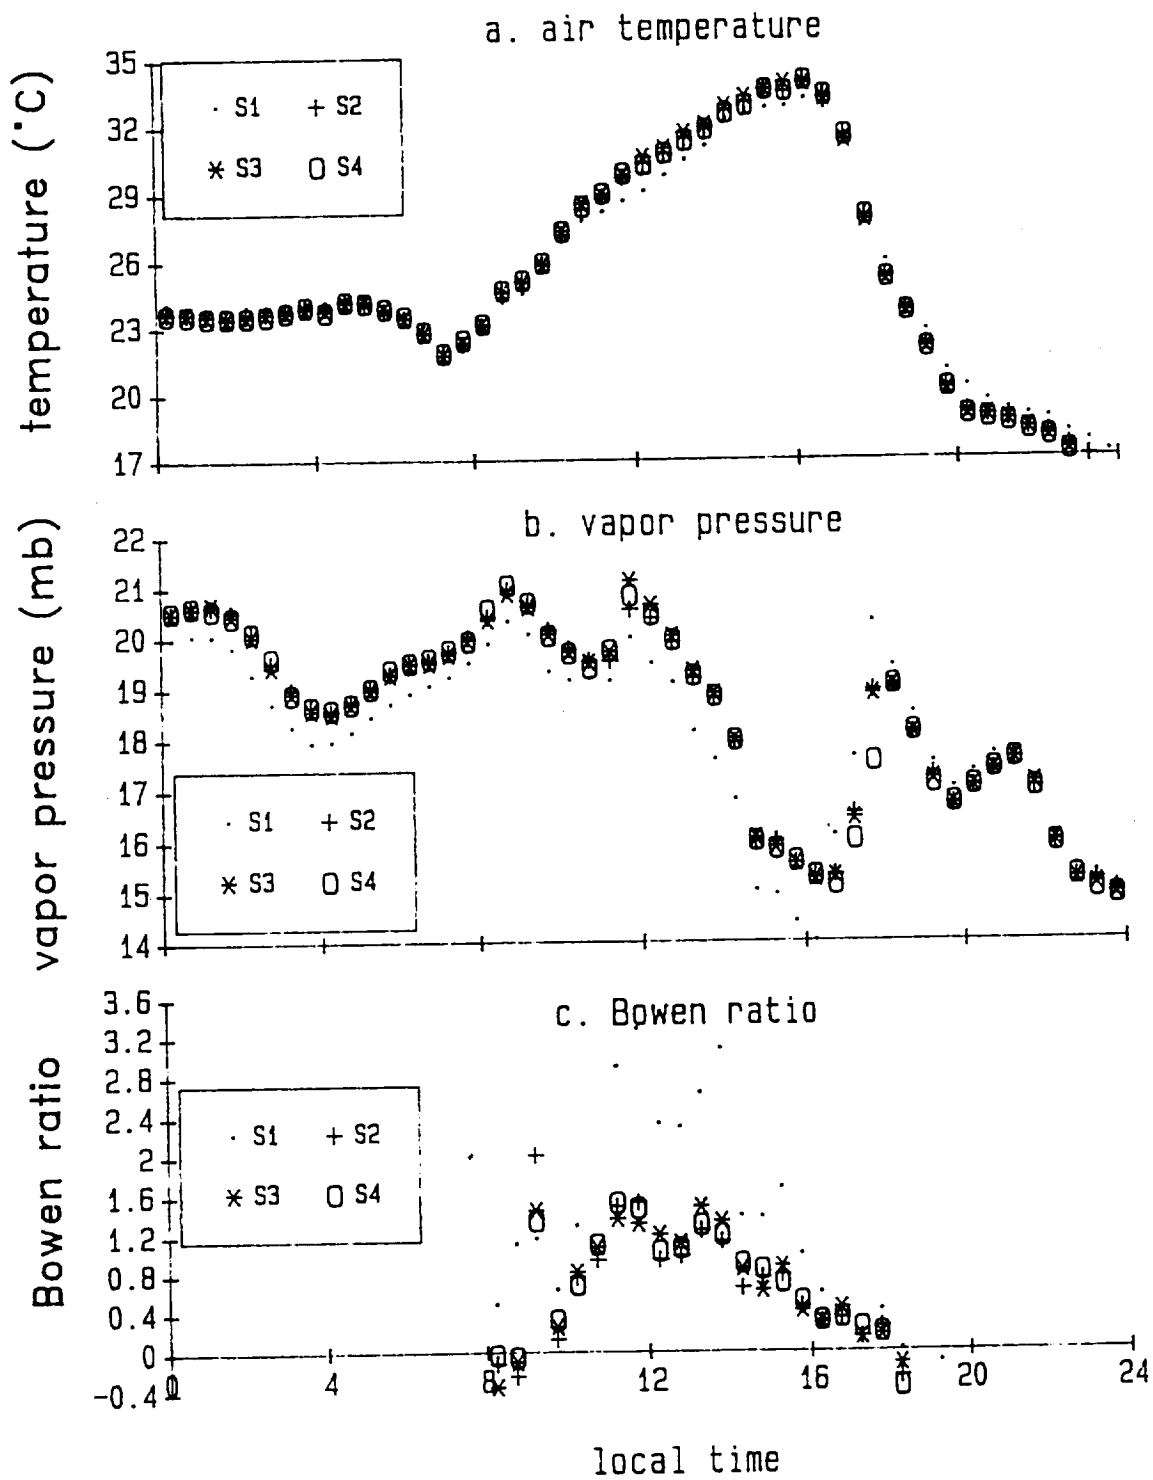 a. air temperature
temperature (°C)
35
32
29
26
23
20
17
· S1 + S2
* S3 O S4
b. vapor pressure
vapor pressure (mb)
22
21
20
19
18
17
16
15
14
· S1 + S2
* S3 O S4
c. Bowen ratio
Bowen ratio
3.6
3.2
2.8
2.4
2
1.6
1.2
0.8
0.4
0
-0.4
· S1 + S2
* S3 O S4
0 4 8 12 16 20 24
local time